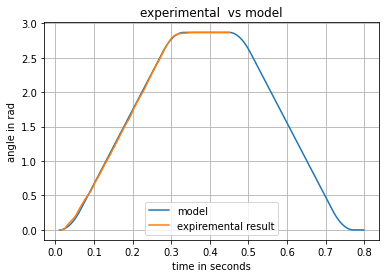 experimental  vs model
3.0
2.5
2.0
1.5
1.0
0.5
0.0
angle in rad
model
expiremental result
0.0 0.1 0.2 0.3 0.4 0.5 0.6 0.7 0.8
time in seconds